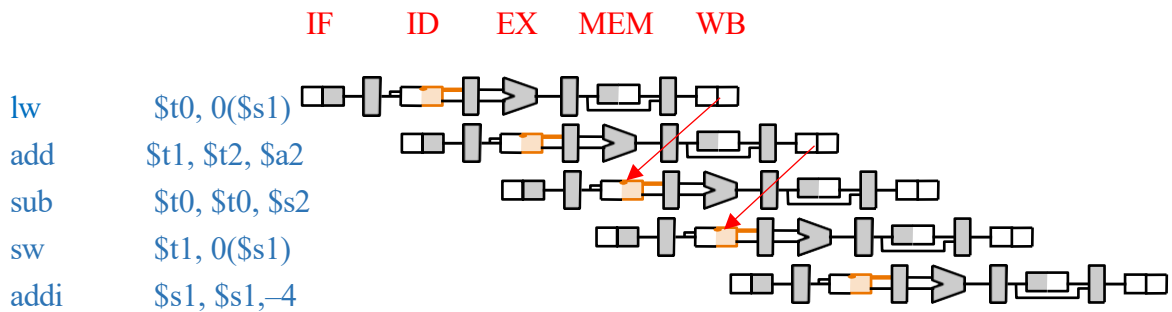 IF ID EX MEM WB
lw $t0, 0($s1)
add $t1, $t2, $a2
sub $t0, $t0, $s2
sw $t1, 0($s1)
addi $s1, $s1,–4